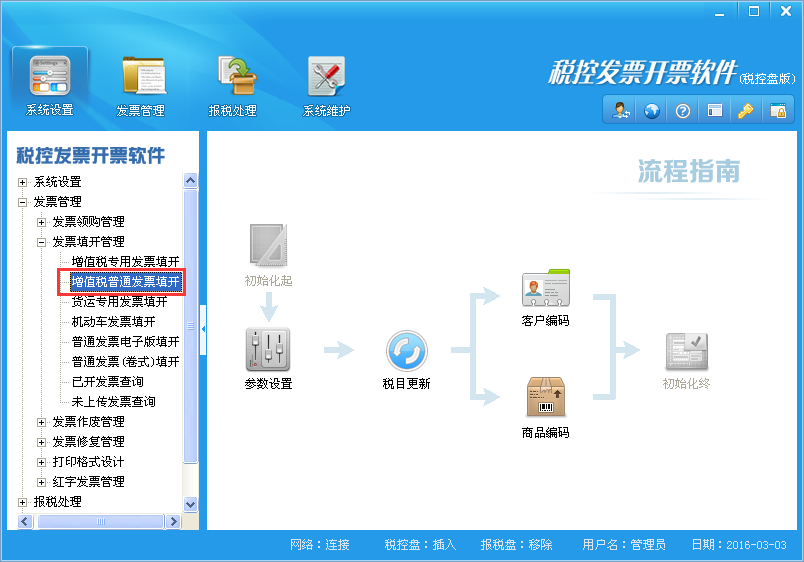 税控发票开票软件(税控盘版)
系统设置
发票管理
报税处理
系统维护
税控发票开票软件
系统设置
发票管理
发票领购管理
发票填开管理
增值税专用发票填开
增值税普通发票填开
货运专用发票填开
机动车发票填开
普通发票电子版填开
普通发票(卷式)填开
已开发票查询
未上传发票查询
发票作废管理
发票修复管理
打印格式设计
红字发票管理
报税处理
流程指南
初始化起
参数设置
税目更新
客户编码
商品编码
初始化终
网络：连接
税控盘：插入
报税盘：移除
用户名：管理员
日期：2016-03-03